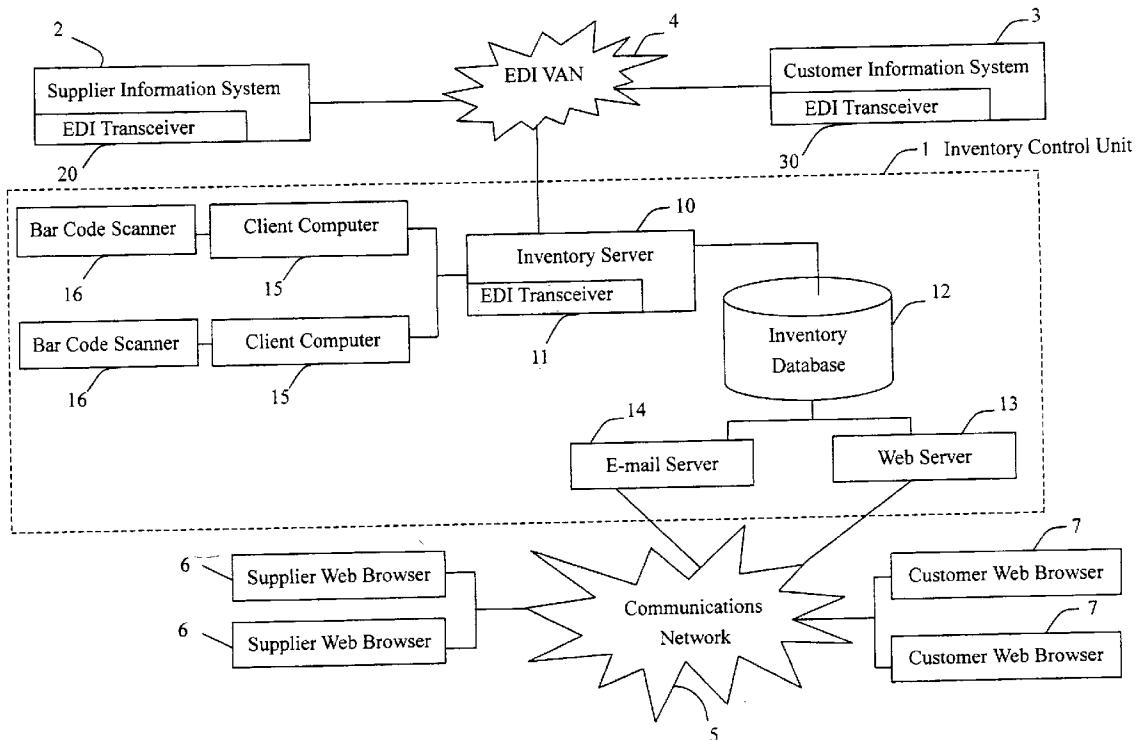 2
4
3
Supplier Information System
EDI Transceiver
20
EDI VAN
Customer Information System
EDI Transceiver
30
1 Inventory Control Unit
Bar Code Scanner
16
Client Computer
15
10
Inventory Server
EDI Transceiver
11
12
Inventory
Database
Bar Code Scanner
16
Client Computer
15
14
E-mail Server
13
Web Server
6
Supplier Web Browser
6
Supplier Web Browser
Communications
Network
5
7
Customer Web Browser
7
Customer Web Browser